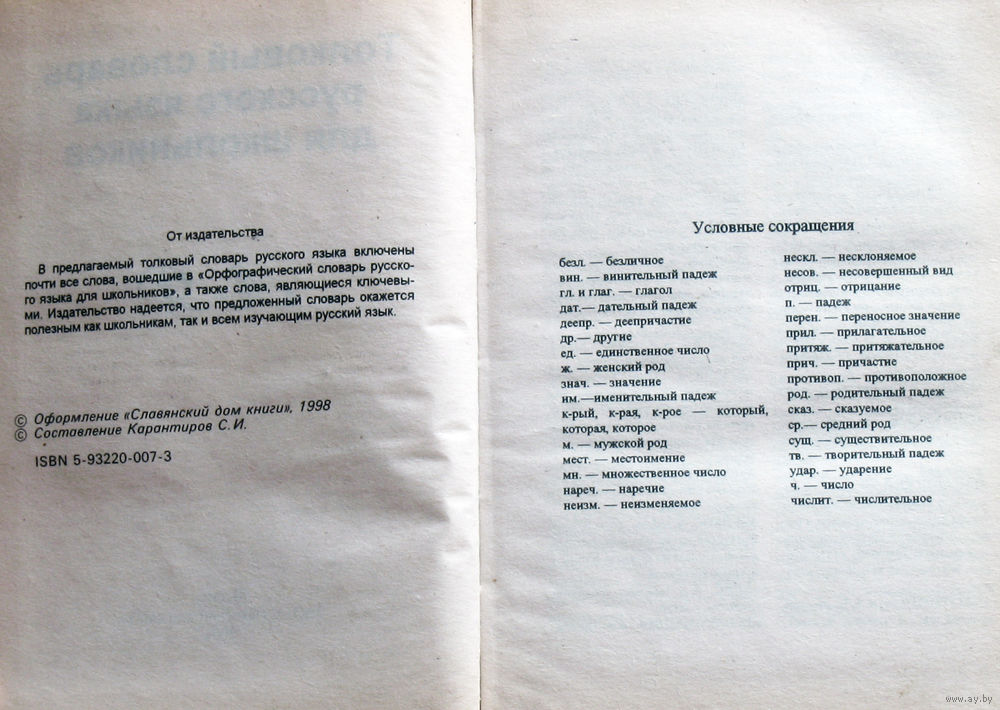 Толковый словарь
русского языка
для школьников
От издательства
В предлагаемый толковый словарь русского языка включены
почти все слова, вошедшие в «Орфографический словарь русско-
го языка для школьников», а также слова, являющиеся ключевы-
ми. Издательство надеется, что предложенный словарь окажется
полезным как школьникам, так и всем изучающим русский язык.
© Оформление «Славянский дом книги», 1998
© Составление Карантиров С.И.
ISBN 5-93220-007-3
Условные сокращения
безл. — безличное
вин. — винительный падеж
гл. и глаг. — глагол
дат.— дательный падеж
деепр. — деепричастие
др.— другие
ед. — единственное число
ж. — женский род
знач. — значение
им.—именительный падеж
к-рый, к-рая, к-рое — который,
которая, которое
м. — мужской род
мест. — местоимение
мн. — множественное число
нареч. — наречие
неизм. — неизменяемое
нескл. — несклоняемое
несов. — несовершенный вид
отриц. — отрицание
п. — падеж
перен. — переносное значение
прил. — прилагательное
притяж. — притяжательное
прич. — причастие
противоп. — противоположное
род. — родительный падеж
сказ. — сказуемое
ср.— средний род
сущ. — существительное
тв. — творительный падеж
удар. — ударение
ч. — число
числит. — числительное
www.ay.by